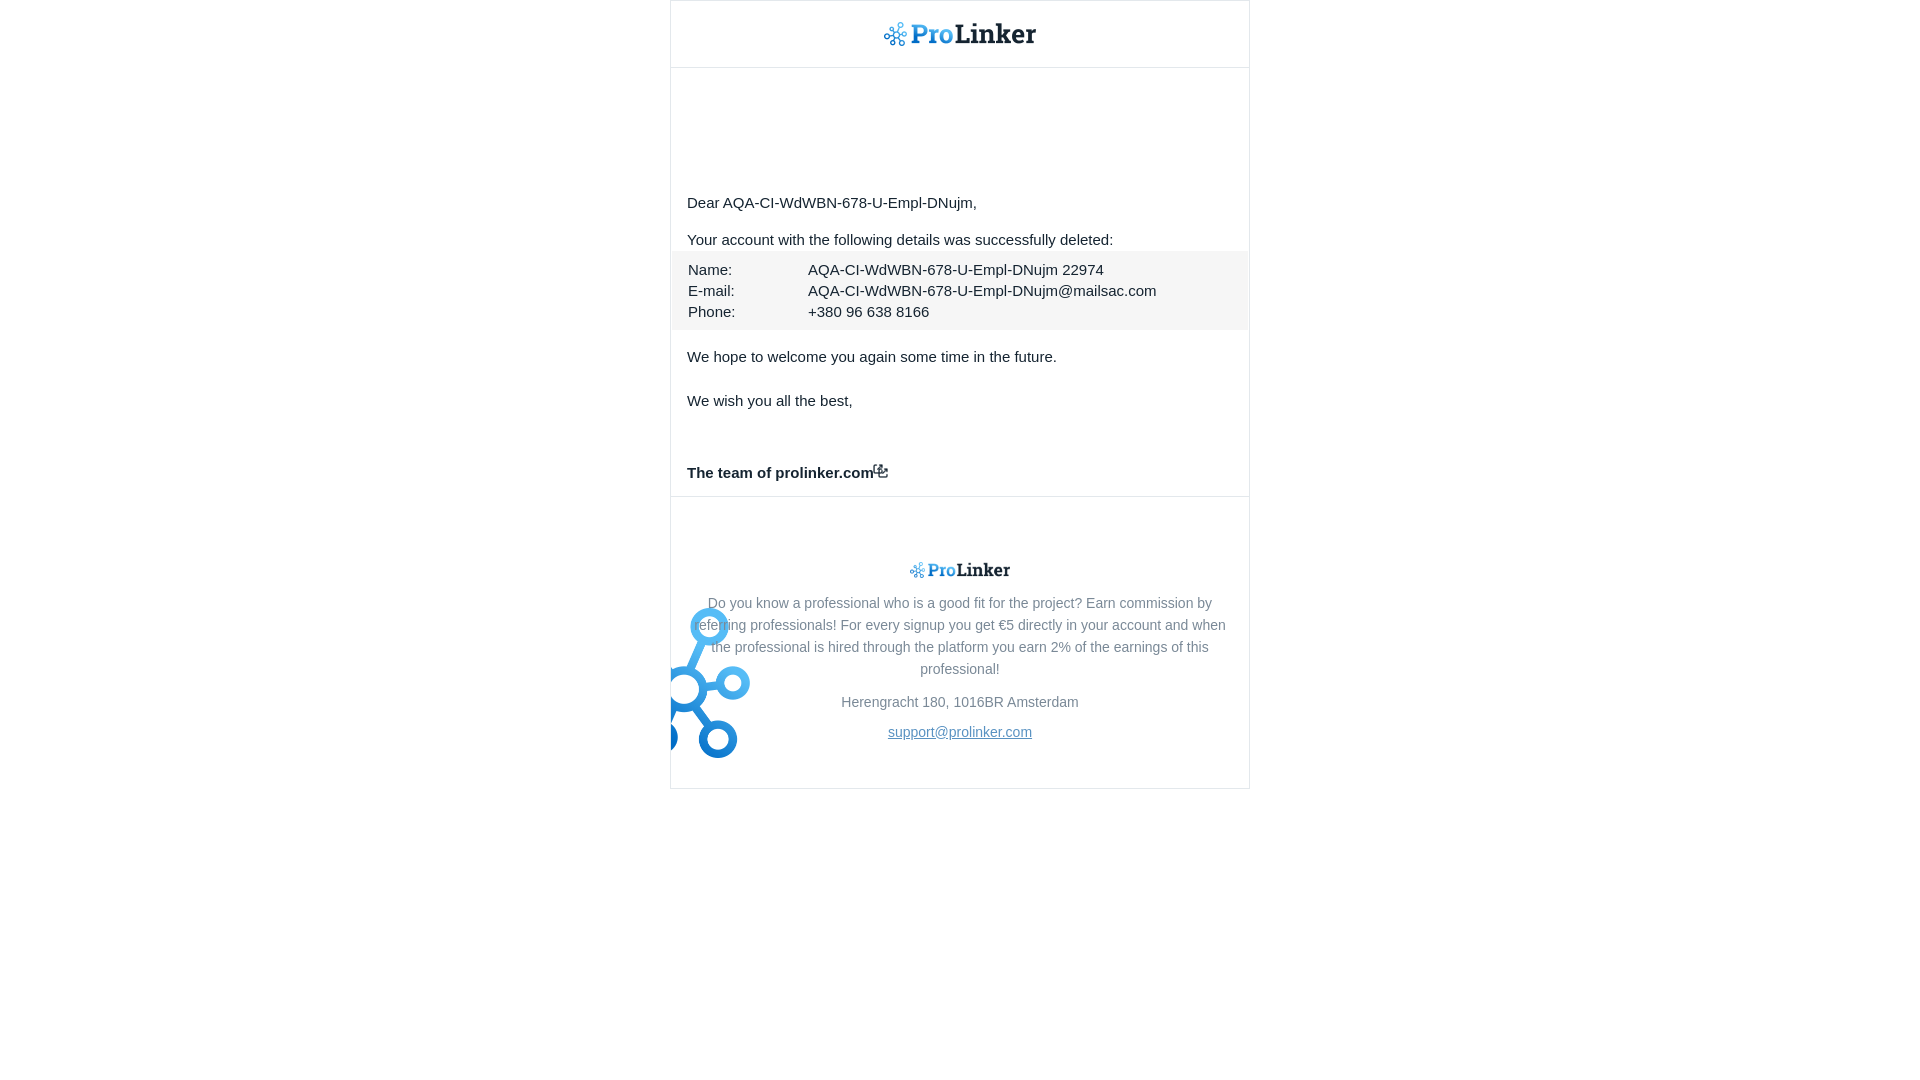 ProLinker
Dear AQA-CI-WdWBN-678-U-Empl-DNujm,
Your account with the following details was successfully deleted:
Name: AQA-CI-WdWBN-678-U-Empl-DNujm 22974
E-mail: AQA-CI-WdWBN-678-U-Empl-DNujm@mailsac.com
Phone: +380 96 638 8166
We hope to welcome you again some time in the future.
We wish you all the best,
The team of prolinker.com
ProLinker
Do you know a professional who is a good fit for the project? Earn commission by
referring professionals! For every signup you get €5 directly in your account and when
the professional is hired through the platform you earn 2% of the earnings of this
professional!
Herengracht 180, 1016BR Amsterdam
support@prolinker.com